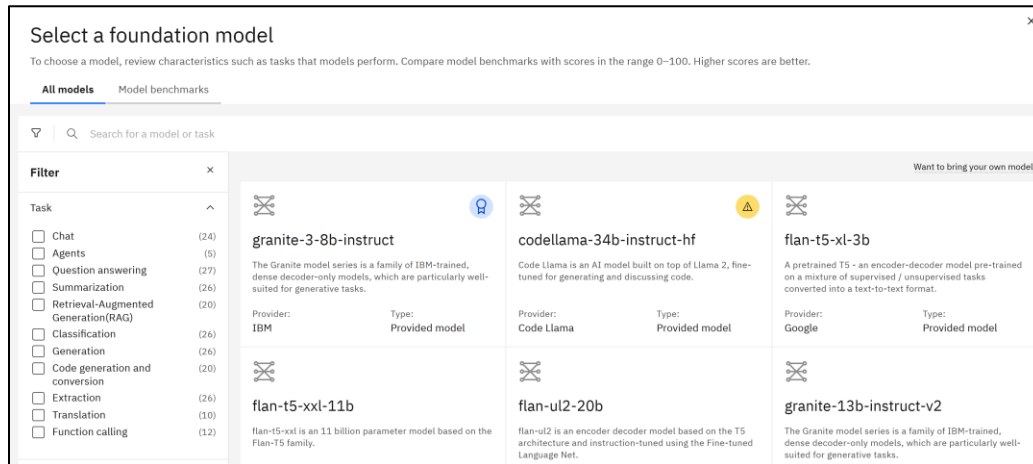 Select a foundation model
To choose a model, review characteristics such as tasks that models perform. Compare model benchmarks with scores in the range 0–100. Higher scores are better.
All models Model benchmarks
Search for a model or task
Filter
Want to bring your own model
Task
Chat (24)
Agents (5)
Question answering (27)
Summarization (26)
Retrieval-Augmented
Generation(RAG) (20)
Classification (26)
Generation (26)
Code generation and
conversion (20)
Extraction (26)
Translation (10)
Function calling (12)
granite-3-8b-instruct
The Granite model series is a family of IBM-trained,
dense decoder-only models, which are particularly well-
suited for generative tasks.
Provider: Type:
IBM Provided model
codellama-34b-instruct-hf
Code Llama is an AI model built on top of Llama 2, fine-
tuned for generating and discussing code.
Provider: Type:
Code Llama Provided model
flan-t5-xl-3b
A pretrained T5 - an encoder-decoder model pre-trained
on a mixture of supervised / unsupervised tasks
converted into a text-to-text format.
Provider: Type:
Google Provided model
flan-t5-xxl-11b
flan-t5-xxl is an 11 billion parameter model based on the
Flan-T5 family.
flan-ul2-20b
flan-ul2 is an encoder decoder model based on the T5
architecture and instruction-tuned using the Fine-tuned
Language Net.
granite-13b-instruct-v2
The Granite model series is a family of IBM-trained,
dense decoder-only models, which are particularly well-
suited for generative tasks.